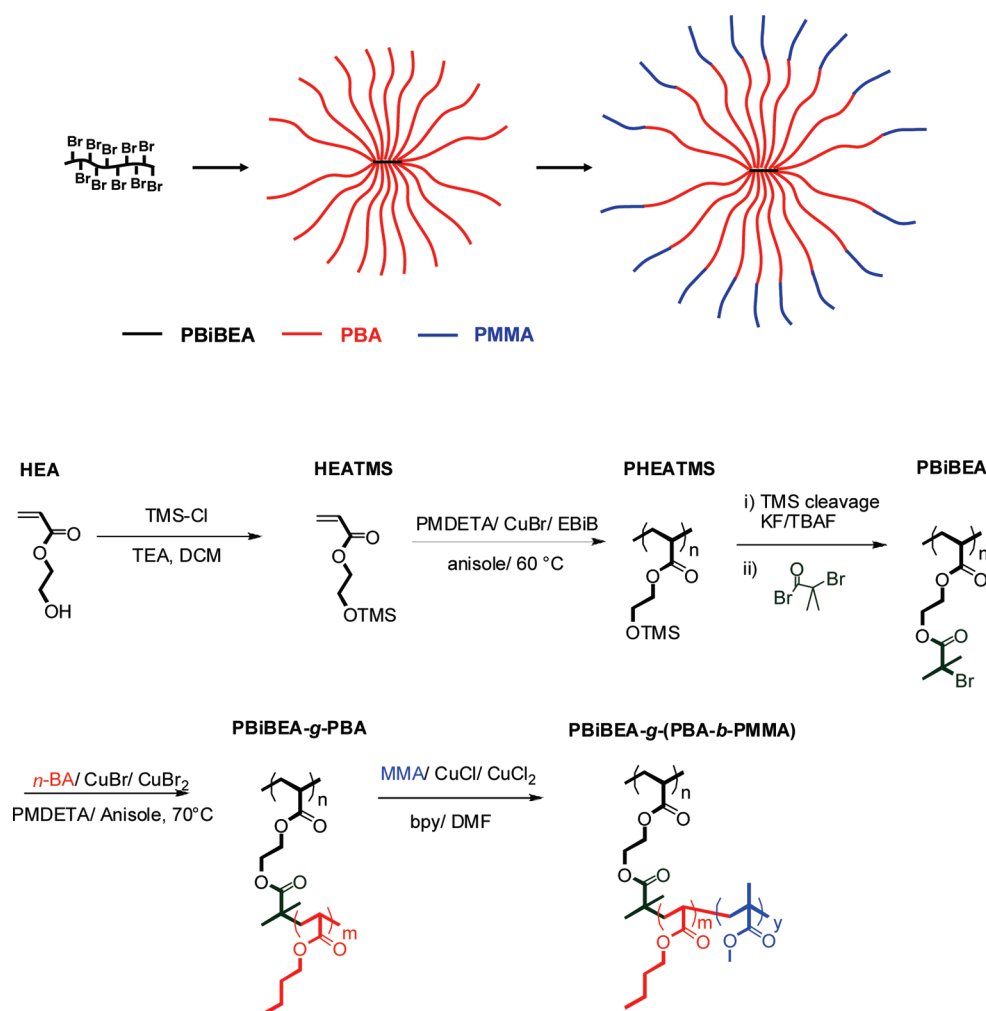 Br Br Br Br Br
Br Br Br Br Br
PBiBEA PBA PMMA
HEA
HEATMS
PHEATMS
PBiBEA
TMS-Cl
TEA, DCM
PMDETA/ CuBr/ EBiB
anisole/ 60 °C
i) TMS cleavage
KF/TBAF
ii)
O
Br
Br
O
O
OH
O
O
OTMS
n
O
O
OTMS
n
O
O
O
O
Br
PBiBEA-g-PBA
PBiBEA-g-(PBA-b-PMMA)
n-BA/ CuBr/ CuBr2
PMDETA/ Anisole, 70°C
MMA/ CuCl/ CuCl2
bpy/ DMF
n
O
O
O
O
m
O
O
n
O
O
O
O
m
y
O
O
O
O